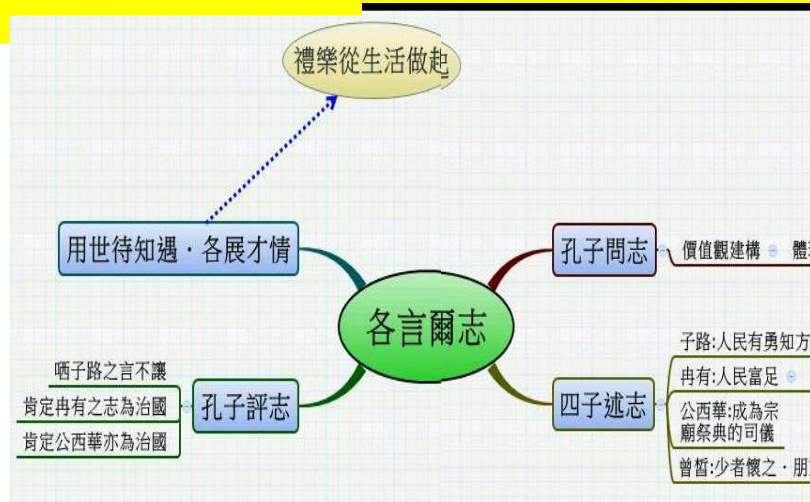 禮樂從生活做起
用世待知遇·各展才情
各言爾志
孔子問志
價值觀建構
體
四子述志
子路:人民有勇知方
冉有:人民富足
公西華:成為宗
廟祭典的司儀
曾晳:少者懷之·朋
孔子評志
哂子路之言不讓
肯定冉有之志為治國
肯定公西華亦為治國